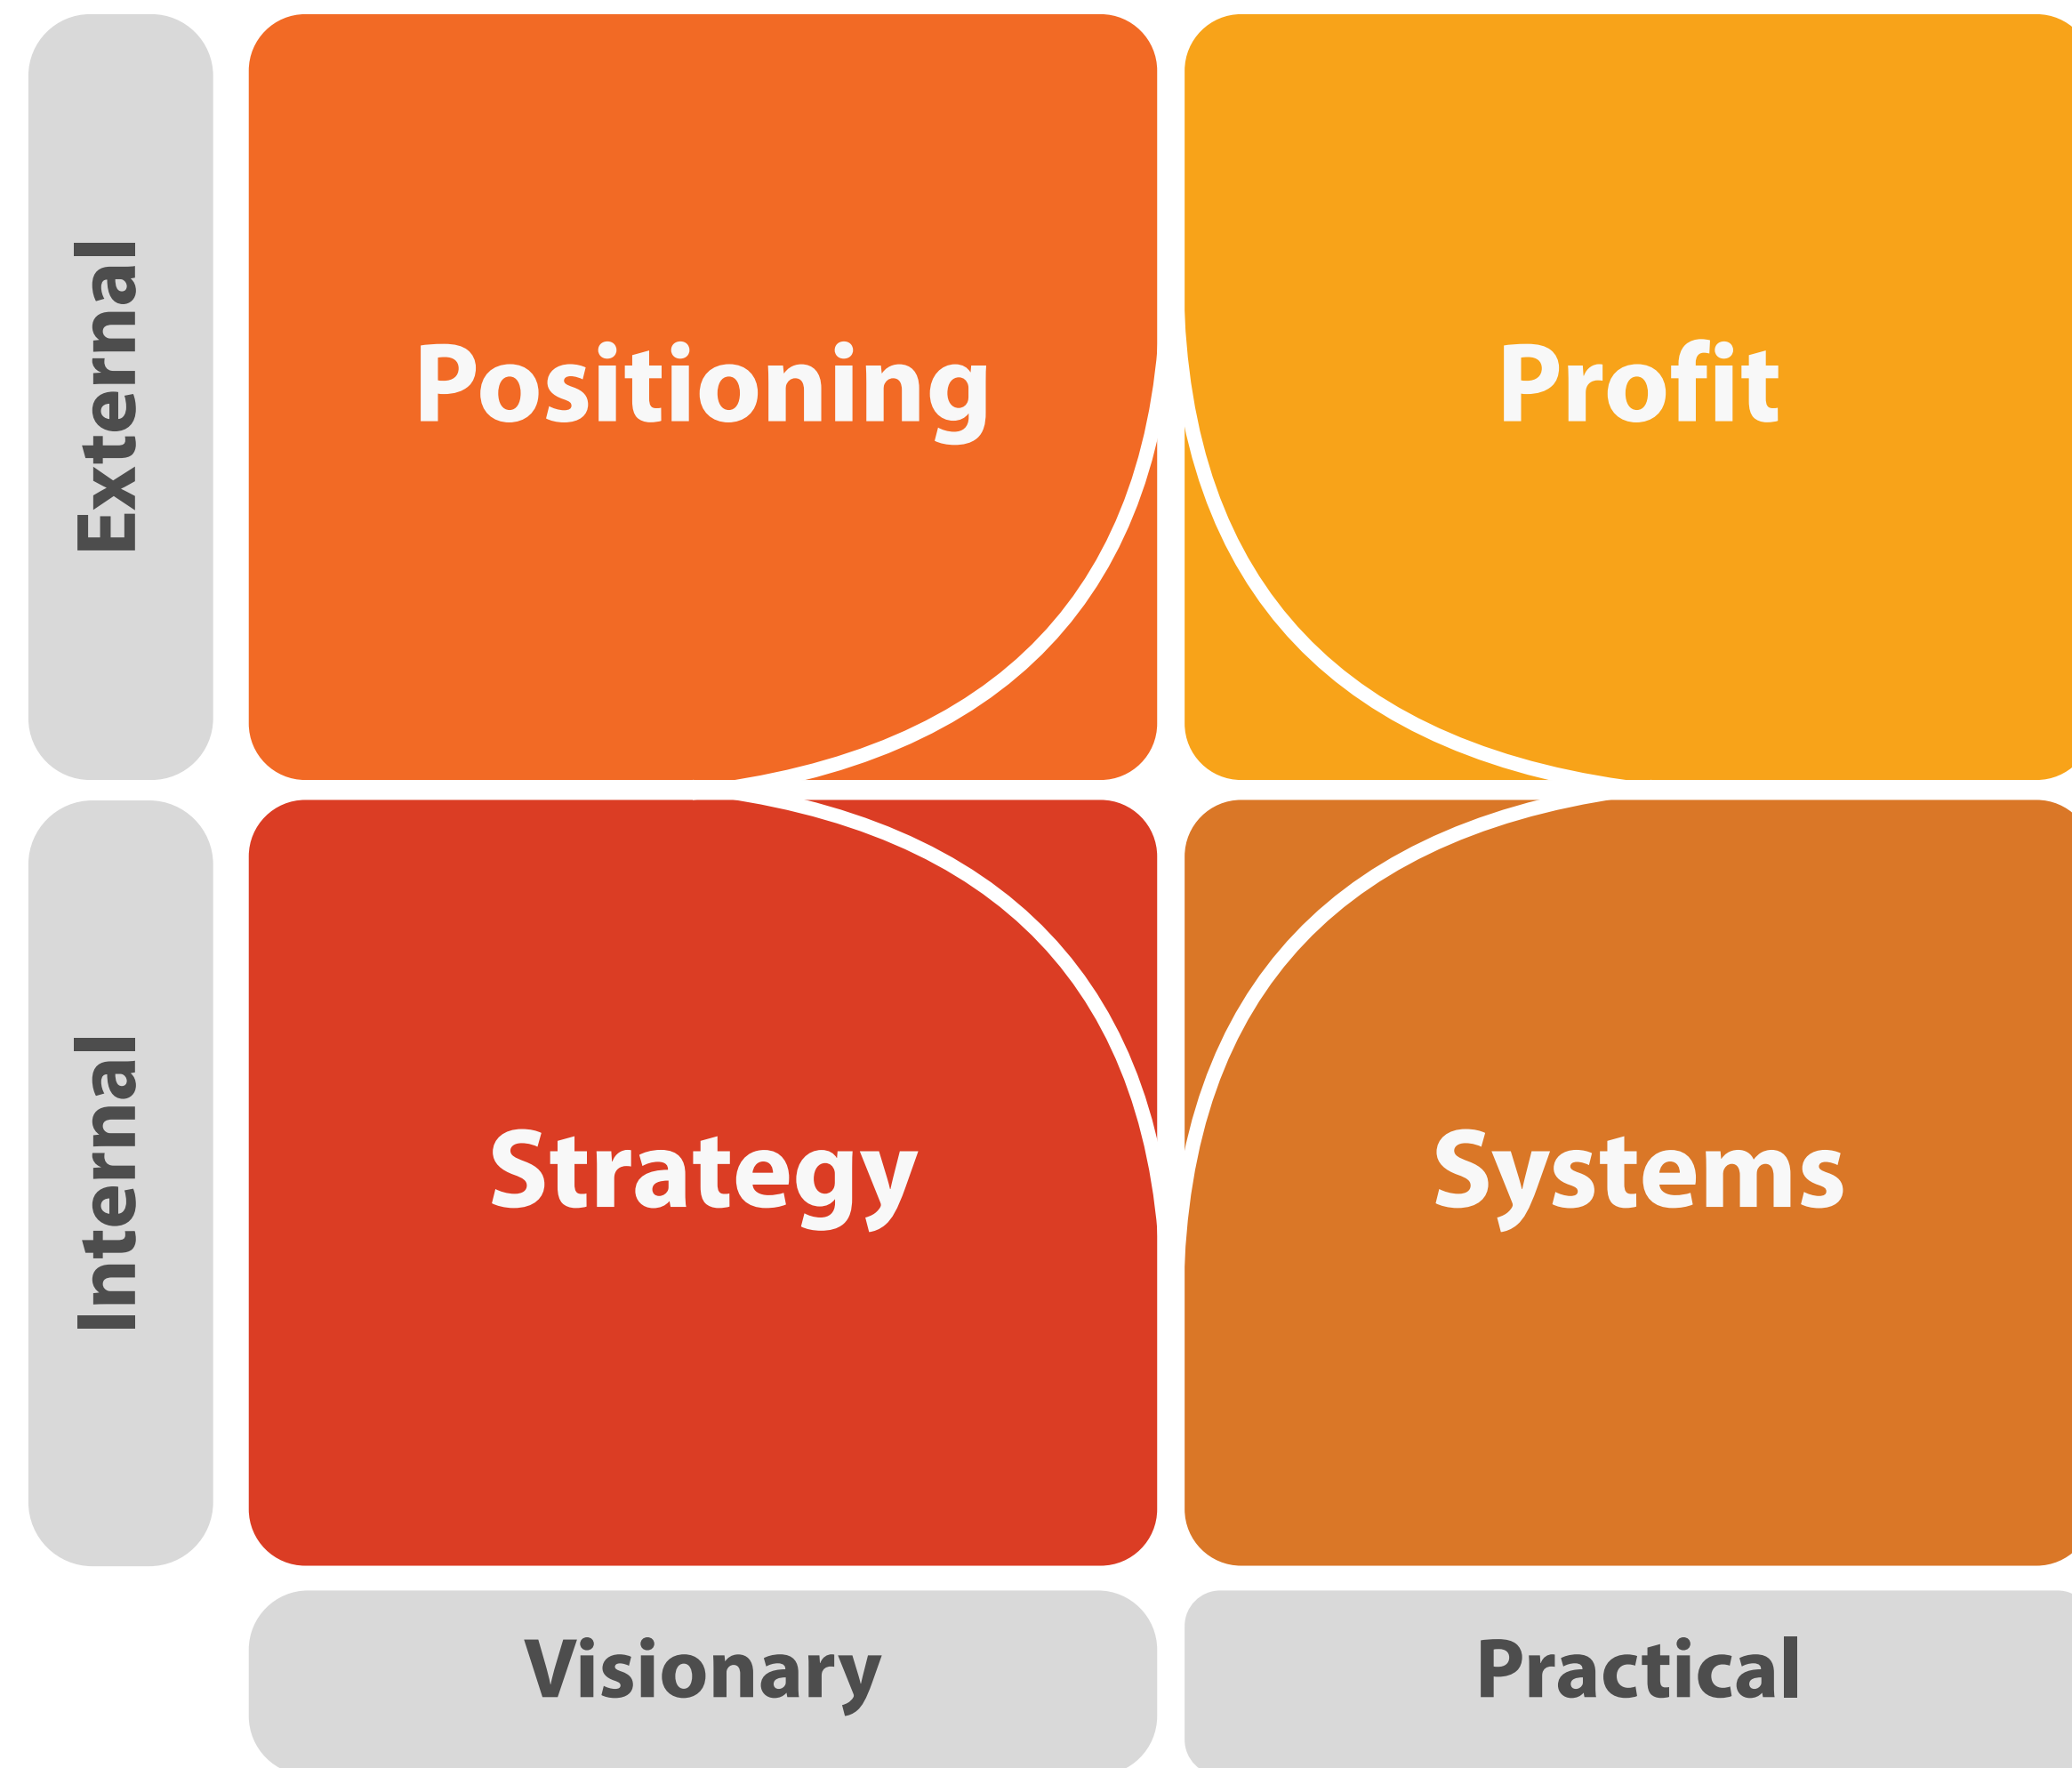 External
Positioning
Profit
Internal
Strategy
Systems
Visionary
Practical